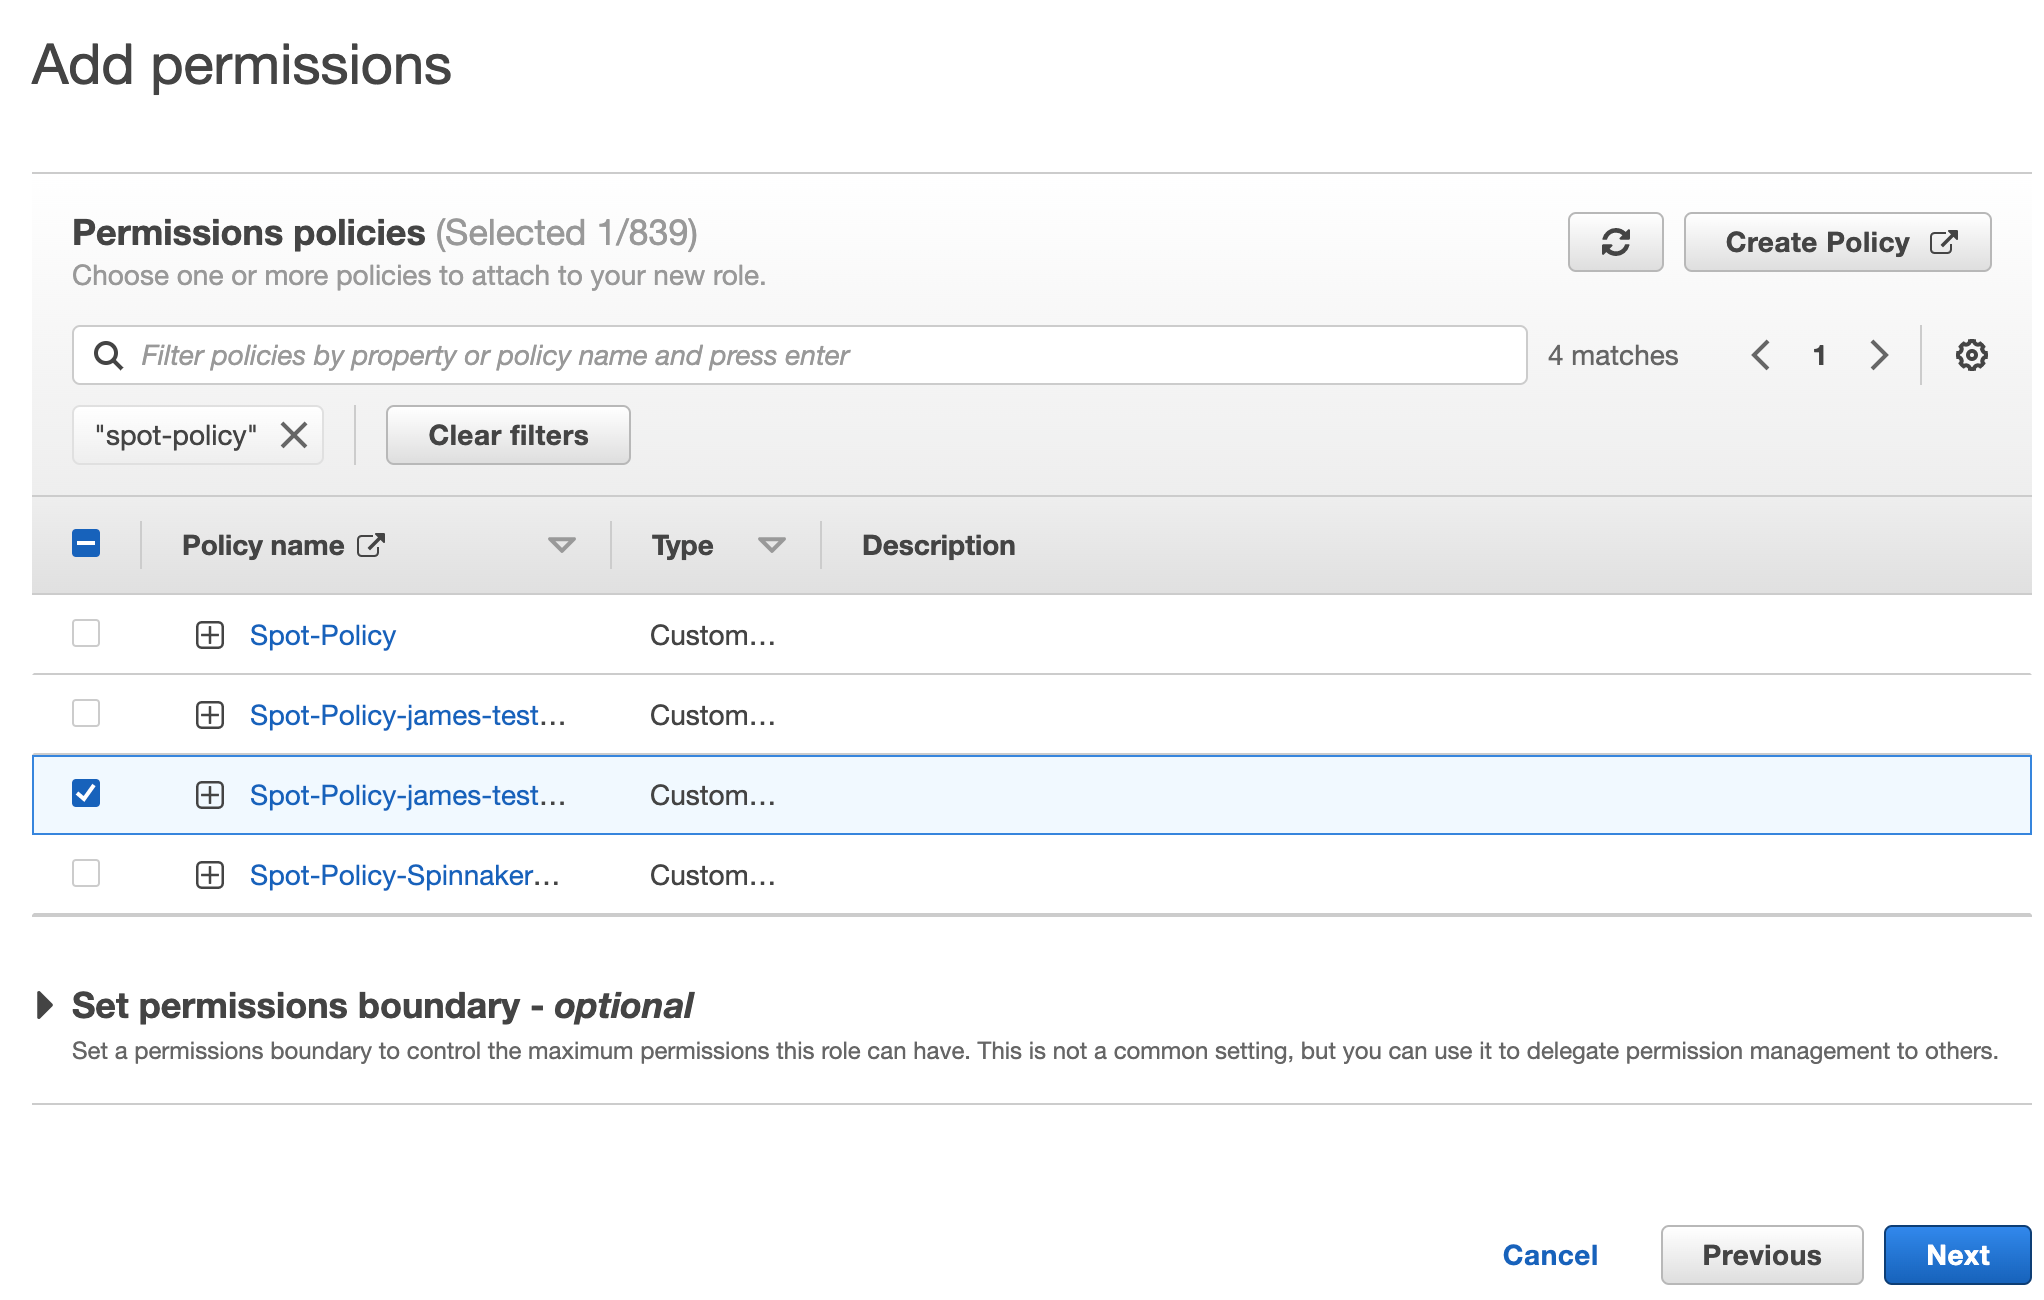 Add permissions
Permissions policies (Selected 1/839)
Create Policy
Choose one or more policies to attach to your new role.
Filter policies by property or policy name and press enter
4 matches
1
"spot-policy"
Clear filters
Policy name
Type
Description
Spot-Policy
Custom...
Spot-Policy-james-test...
Custom...
Spot-Policy-james-test...
Custom...
Spot-Policy-Spinnaker...
Custom...
Set permissions boundary - optional
Set a permissions boundary to control the maximum permissions this role can have. This is not a common setting, but you can use it to delegate permission management to others.
Cancel
Previous
Next